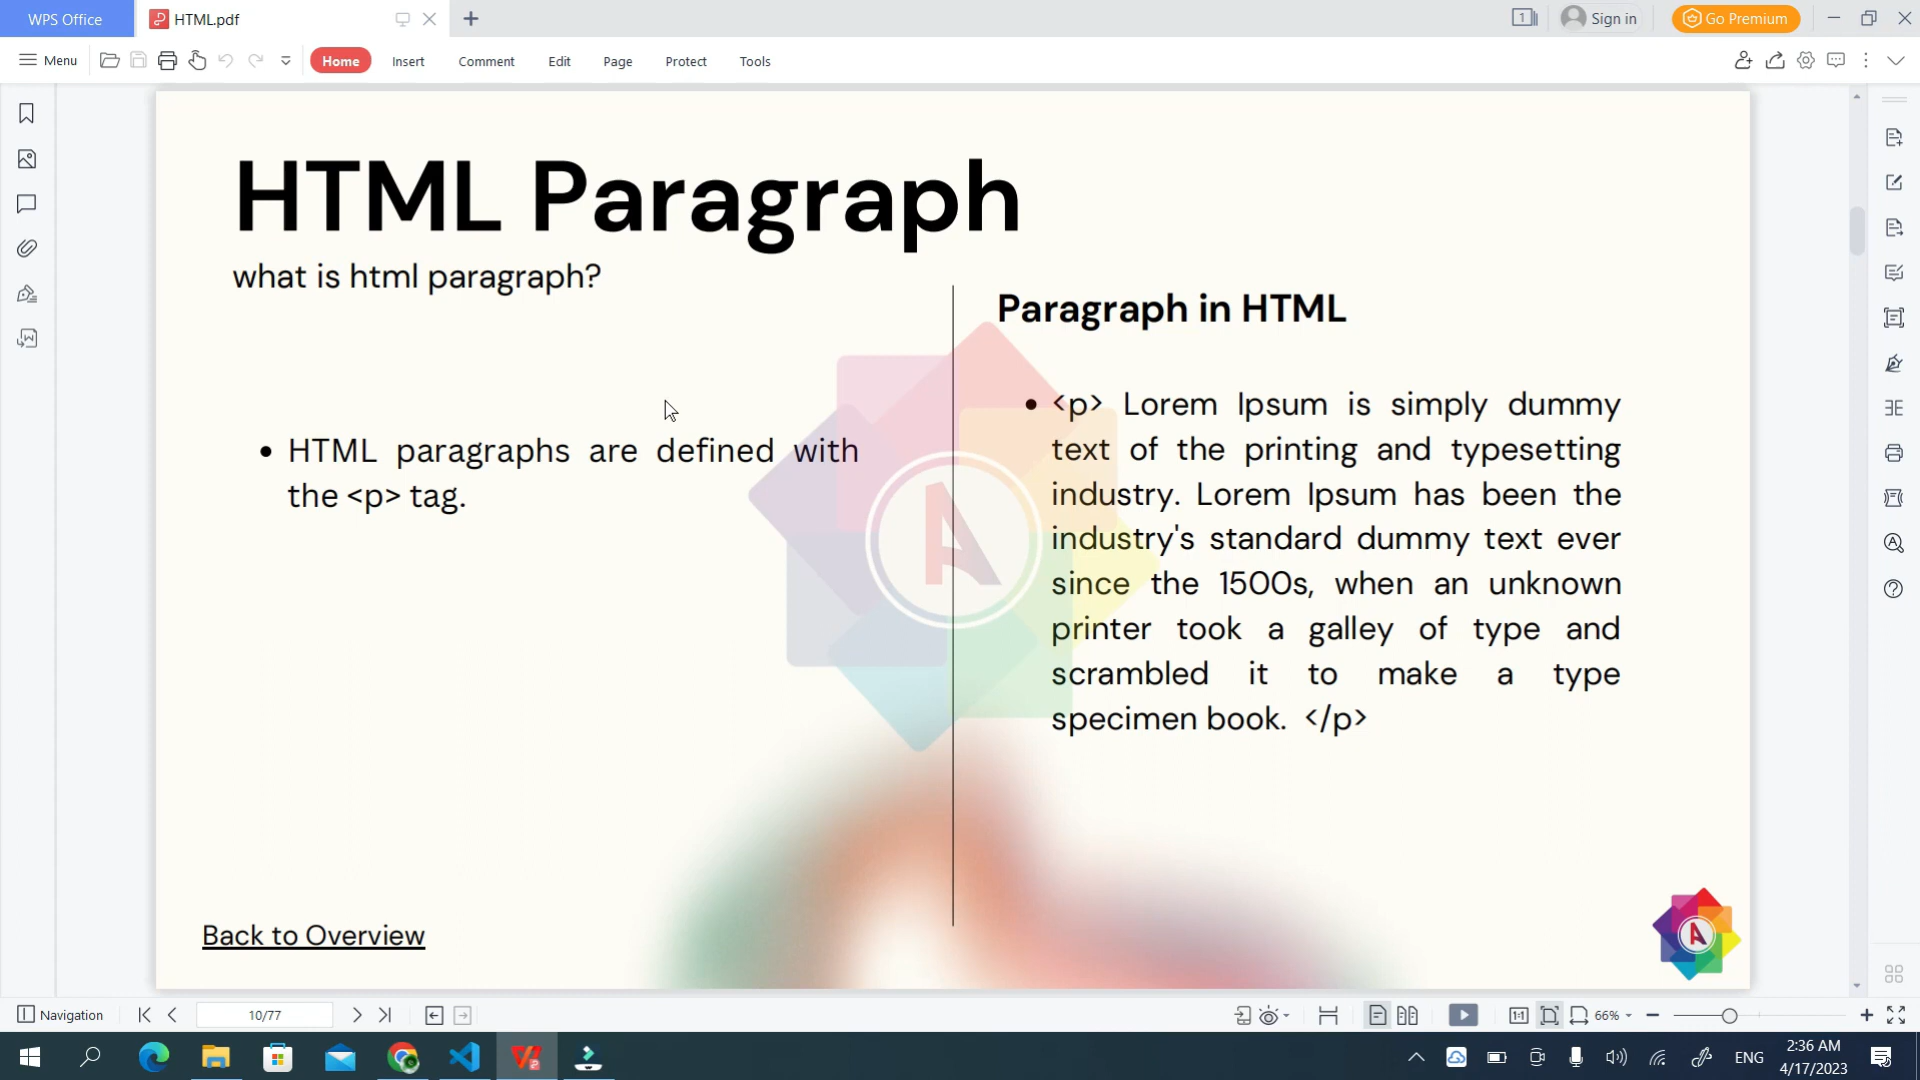 WPS Office
HTML.pdf
1
Sign in
Go Premium
Menu
Home
Insert
Comment
Edit
Page
Protect
Tools
HTML Paragraph
what is html paragraph?
• HTML paragraphs are defined with
the <p> tag.
Paragraph in HTML
• <p> Lorem Ipsum is simply dummy
text of the printing and typesetting
industry. Lorem Ipsum has been the
industry's standard dummy text ever
since the 1500s, when an unknown
printer took a galley of type and
scrambled it to make a type
specimen book. </p>
A
Back to Overview
A
Navigation
10/77
1:1
66%
ENG
2:36 AM
4/17/2023